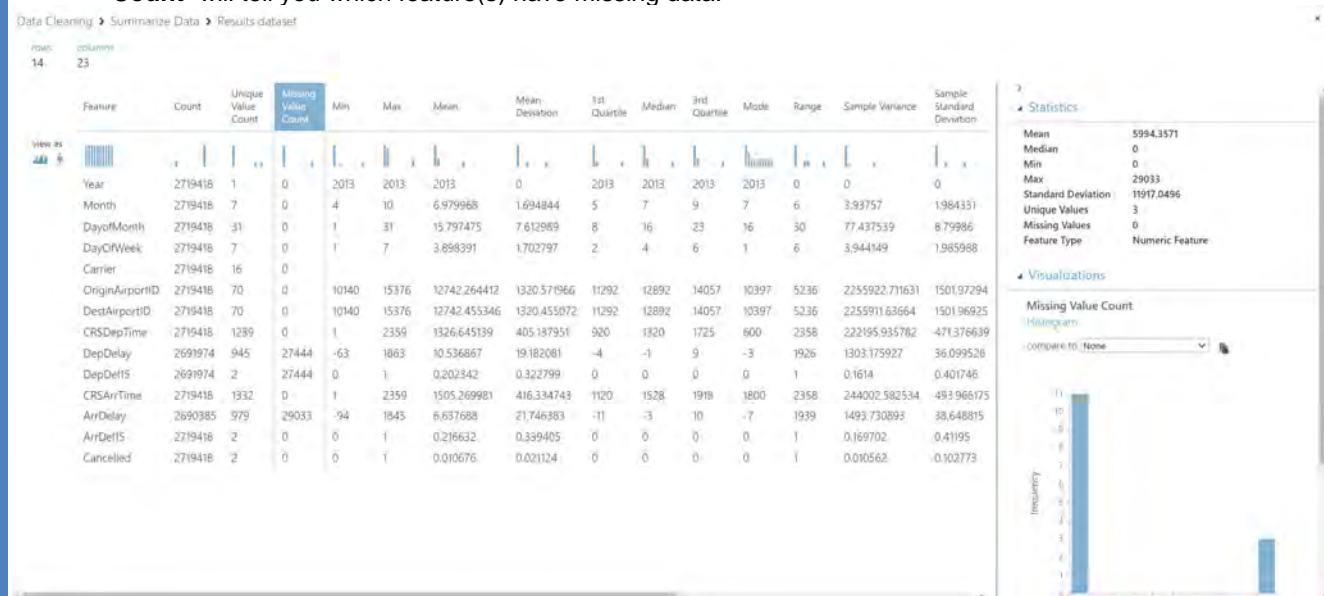 Count" will tell you which feature(s) have missing data.
Data Cleaning > Summarize Data > Results dataset
rows columns
14 23
Feature Count Unique Value Count Missing Value Count Min Max Mean Mean Deviation 1st Quartile Median 3rd Quartile Mode Range Sample Variance Sample Standard Deviation
view as
Year 2719418 1 0 2013 2013 2013 0 2013 2013 2013 2013 0 0 0
Month 2719418 7 0 4 10 6.979968 1.694844 5 7 9 7 6 3.93757 1.984331
DayofMonth 2719418 31 0 1 31 15.797475 7.612989 8 16 23 16 30 77.437539 8.79986
DayOfWeek 2719418 7 0 1 7 3.898391 1.702797 2 4 6 1 6 3.944149 1.985988
Carrier 2719418 16 0
OriginAirportID 2719418 70 0 10140 15376 12742.264412 1320.571966 11292 12892 14057 10397 5236 2255922.711631 1501.97294
DestAirportID 2719418 70 0 10140 15376 12742.455346 1320.455072 11292 12892 14057 10397 5236 2255911.63664 1501.96925
CRSDepTime 2719418 1289 0 1 2359 1326.645139 405.187951 920 1320 1725 600 2358 222195.935782 471.376639
DepDelay 2691974 945 27444 -63 1863 10.536867 19.182081 -4 -1 9 -3 1926 1303.175927 36.099528
DepDel15 2691974 2 27444 0 1 0.202342 0.322799 0 0 0 0 1 0.1614 0.401746
CRSArrTime 2719418 1332 0 1 2359 1505.269981 416.334743 1120 1528 1918 1800 2358 244002.582534 493.966175
ArrDelay 2690385 979 29033 -94 1845 6.637688 21.746383 -11 -3 10 -7 1939 1493.730893 38.648815
ArrDel15 2719418 2 0 0 1 0.216632 0.339405 0 0 0 0 1 0.169702 0.41195
Cancelled 2719418 2 0 0 1 0.010676 0.021124 0 0 0 0 1 0.010562 0.102773
Statistics
Mean 5994.3571
Median 0
Min 0
Max 29033
Standard Deviation 11917.0496
Unique Values 3
Missing Values 0
Feature Type Numeric Feature
Visualizations
Missing Value Count
Histogram
compare to None
11
10
9
8
7
6
5
4
3
2
1
frequency